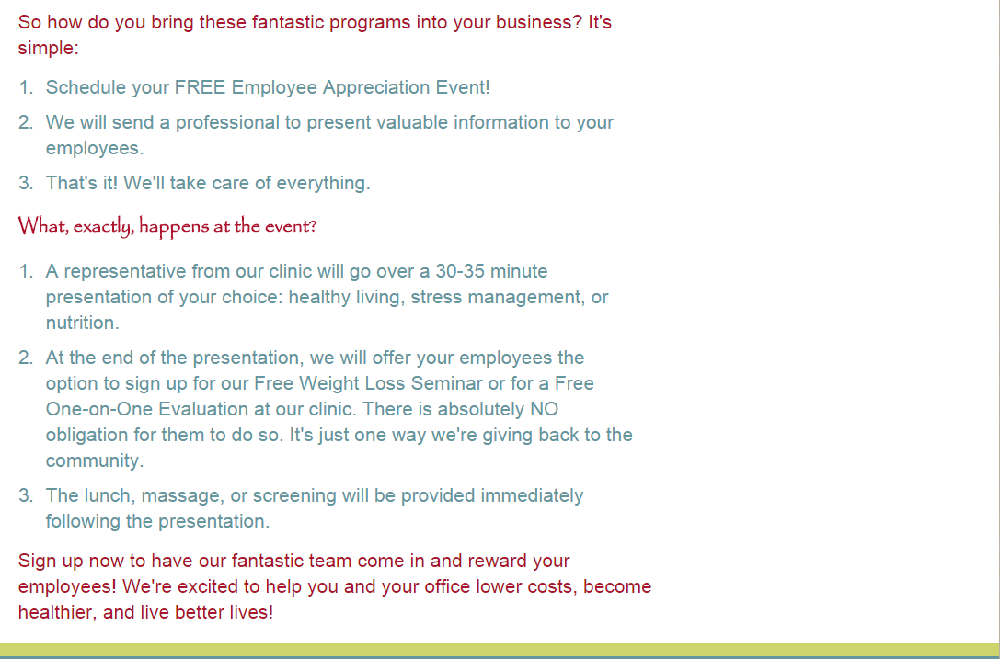 So how do you bring these fantastic programs into your business? It's
simple:
1. Schedule your FREE Employee Appreciation Event!
2. We will send a professional to present valuable information to your
employees.
3. That's it! We'll take care of everything.
What, exactly, happens at the event?
1. A representative from our clinic will go over a 30-35 minute
presentation of your choice: healthy living, stress management, or
nutrition.
2. At the end of the presentation, we will offer your employees the
option to sign up for our Free Weight Loss Seminar or for a Free
One-on-One Evaluation at our clinic. There is absolutely NO
obligation for them to do so. It's just one way we're giving back to the
community.
3. The lunch, massage, or screening will be provided immediately
following the presentation.
Sign up now to have our fantastic team come in and reward your
employees! We're excited to help you and your office lower costs, become
healthier, and live better lives!